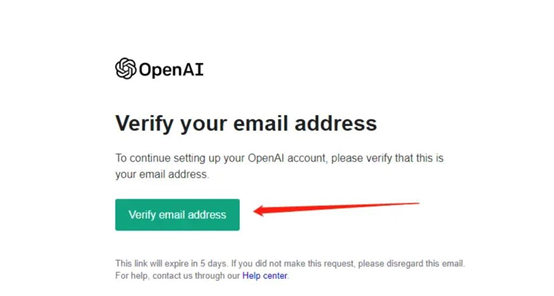 OpenAI
Verify your email address
To continue setting up your OpenAI account, please verify that this is
your email address.
Verify email address
This link will expire in 5 days. If you did not make this request, please disregard this email.
For help, contact us through our Help center.